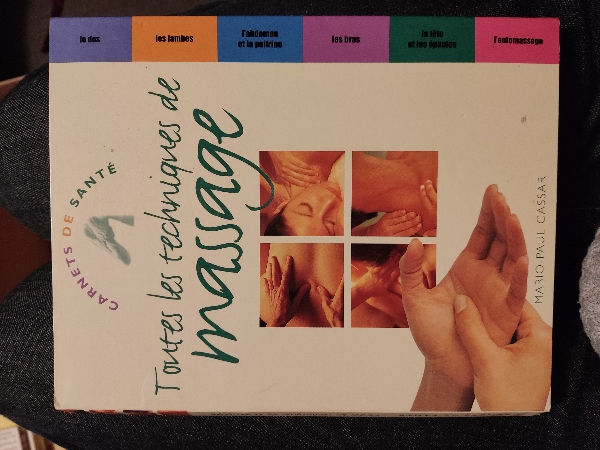 le dos
les jambes
l'abdomen
et la poitrine
les bras
la tête
et les épaules
l'automassage
CARNETS DE SANTÉ
Toutes les techniques de
massage
MARIO-PAUL CASSAR